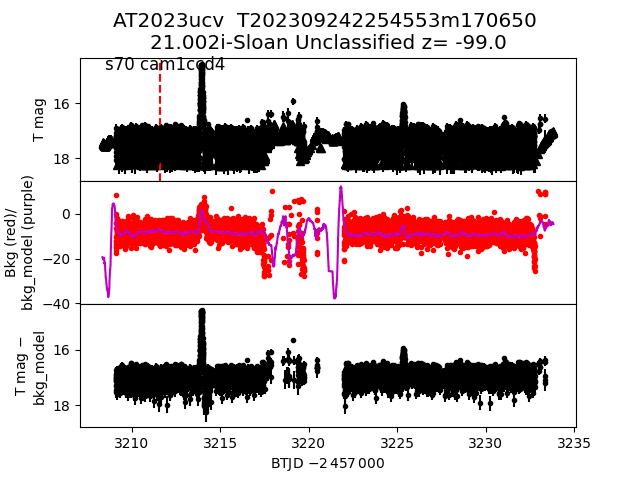 AT2023ucv T202309242254553m170650
21.002i-Sloan Unclassified z= -99.0
s70 cam1ccd4
T mag
16
18
Bkg (red)/
bkg_model (purple)
0
−20
−40
T mag −
bkg_model
16
18
3210 3215 3220 3225 3230 3235
BTJD −2 457 000